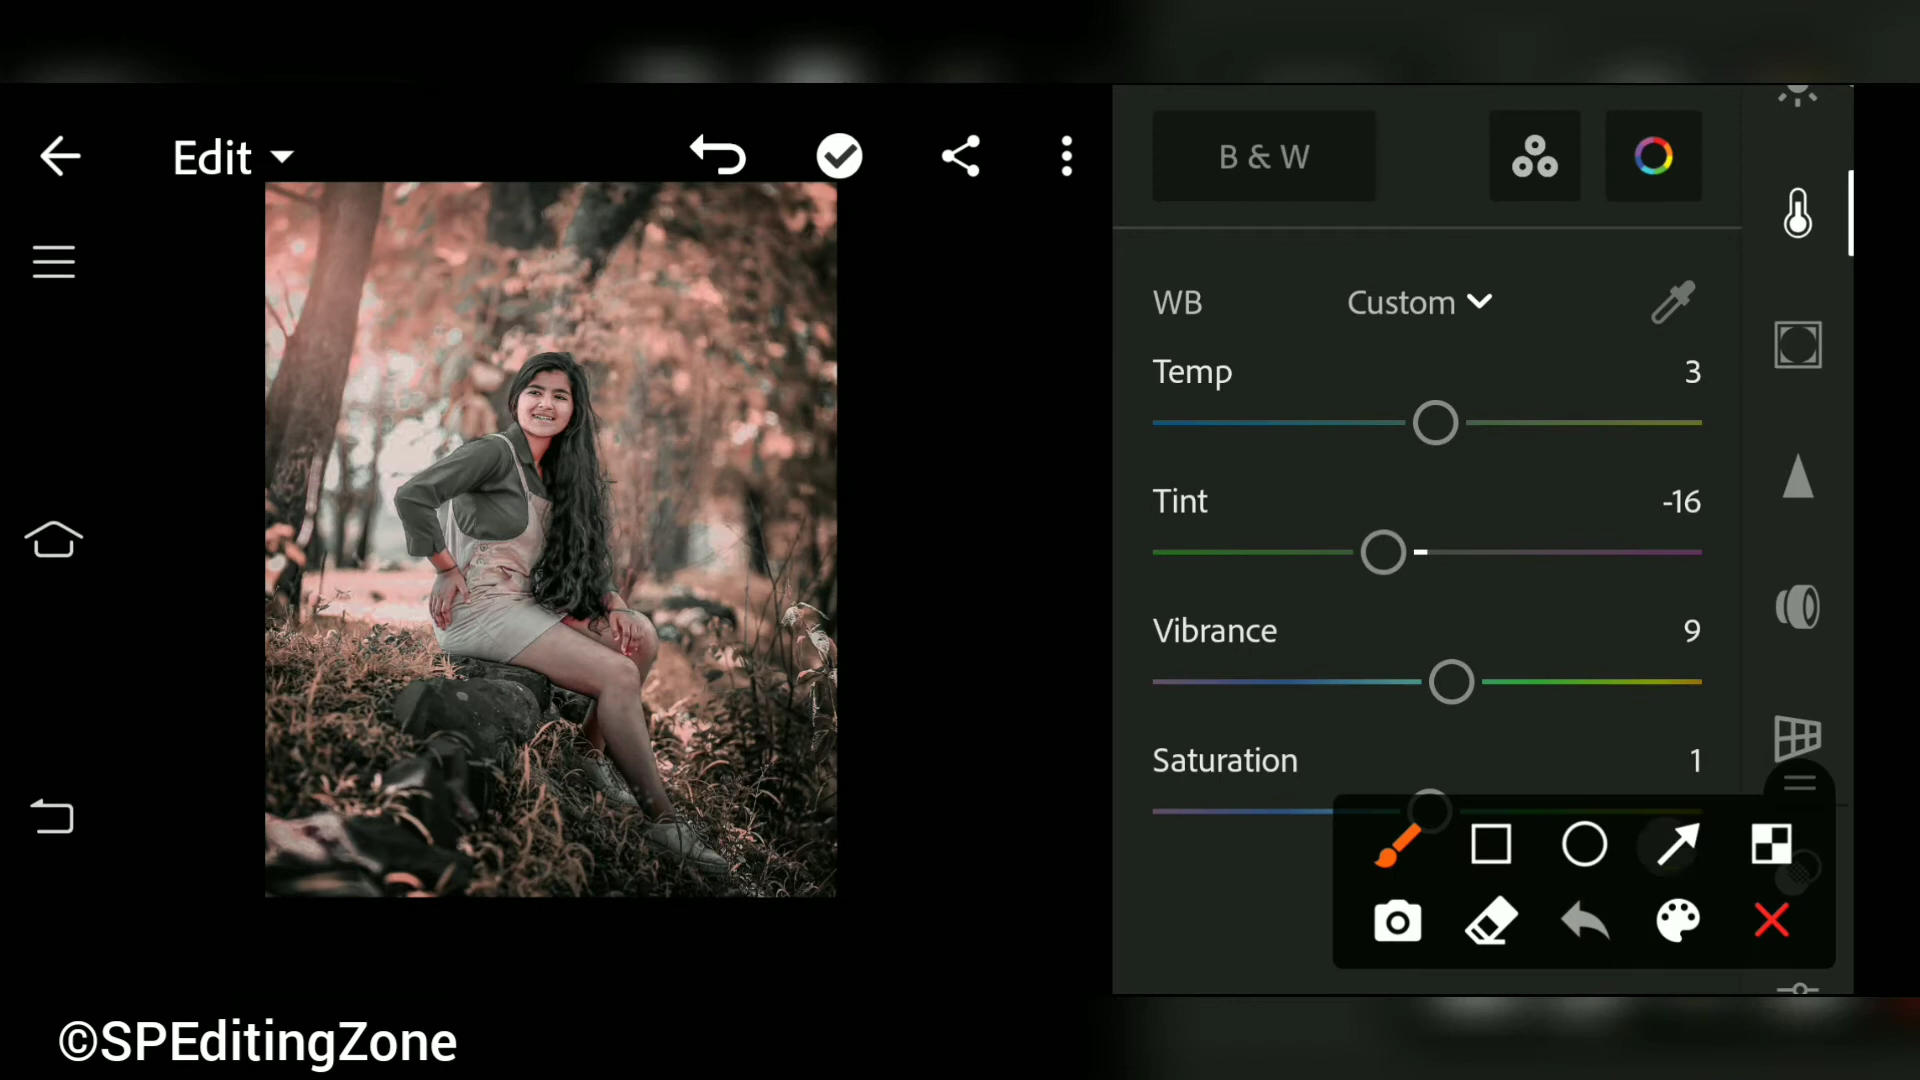 Edit
B & W
WB Custom
Temp 3
Tint -16
Vibrance 9
Saturation 1
©SPEditingZone